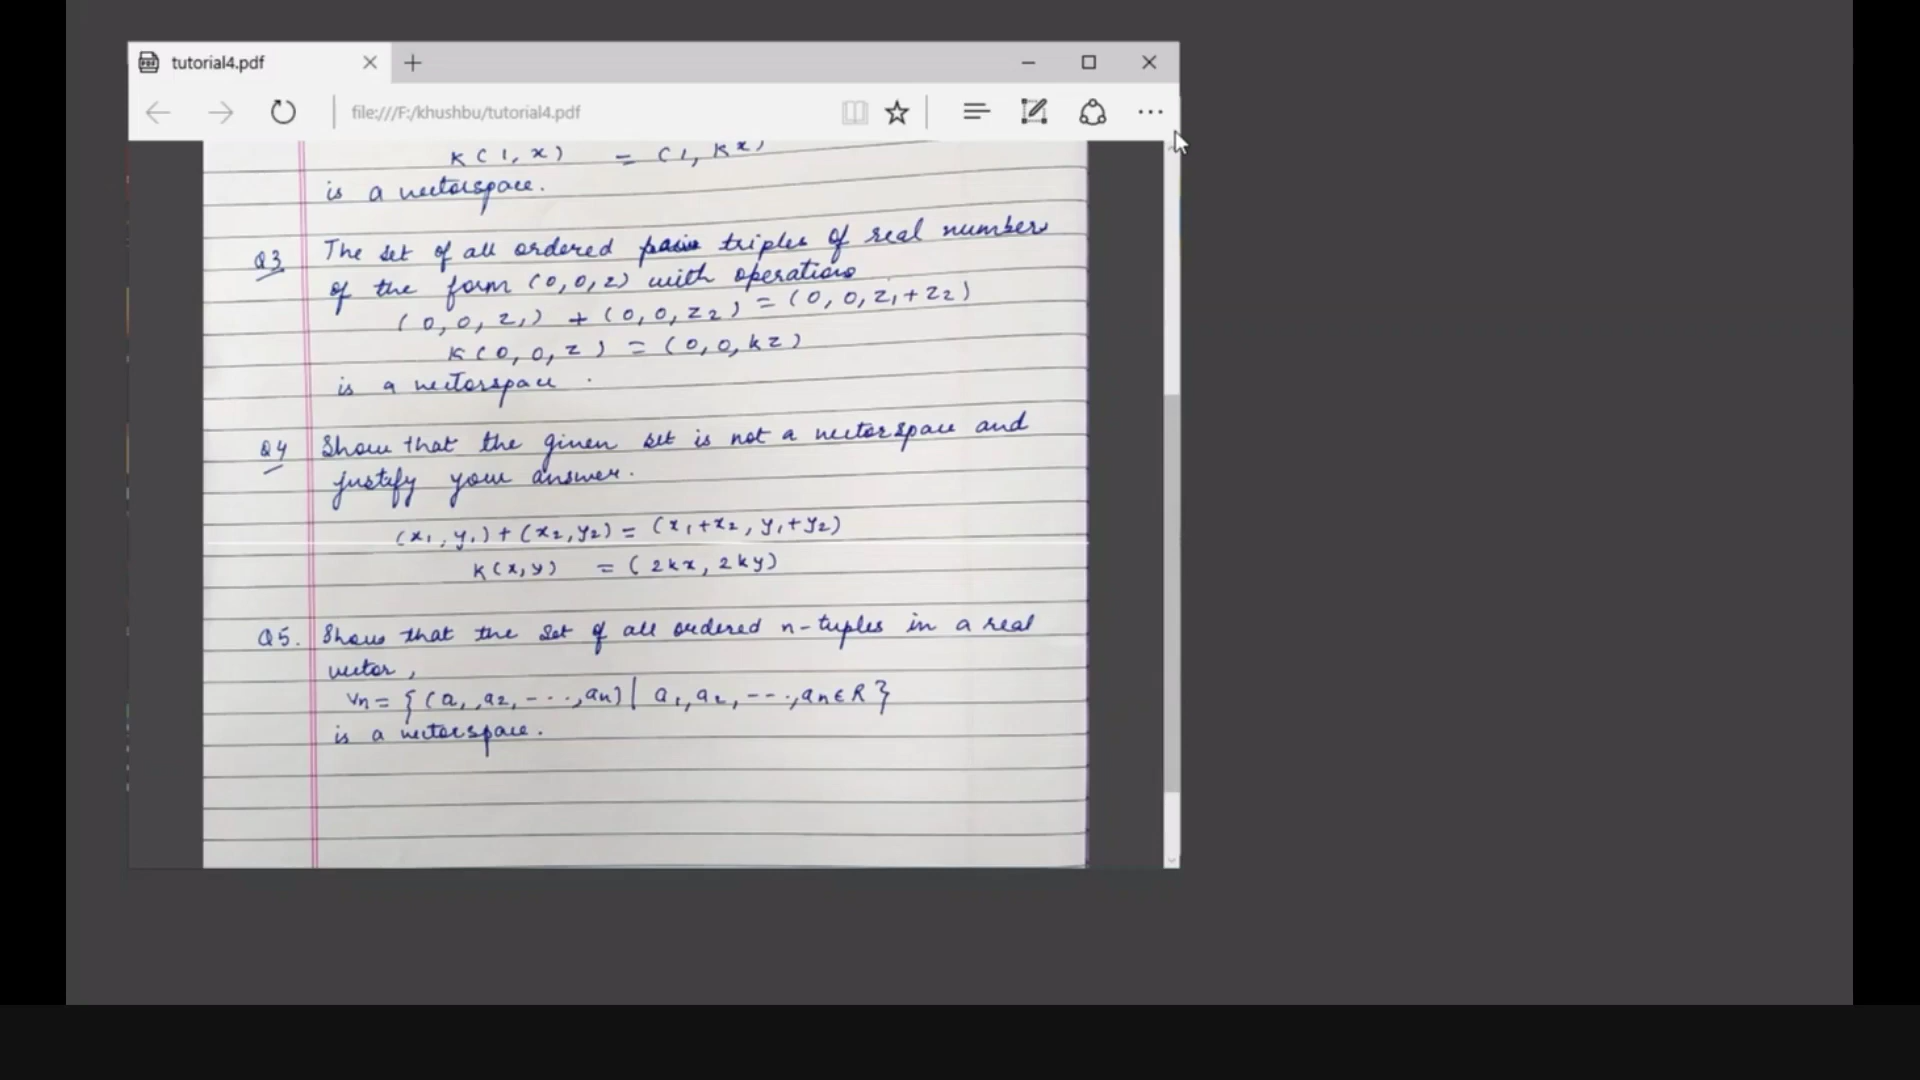 tutorial4.pdf
file:///F:/khushbu/tutorial4.pdf
K(1, x) = (1, Kx)
is a vectorspace.
Q3 The set of all ordered triples of real number
of the form (0,0,z) with operations
(0, 0, z1) + (0, 0, z2) = (0, 0, z1+z2)
K(0, 0, z) = (0, 0, kz)
is a vectorspace.
Q4 Show that the given set is not a vectorspace and
justify your answer.
(x1, y1) + (x2, y2) = (x1+x2, y1+y2)
K(x,y) = (2kx, 2ky)
Q5. Show that the set of all ordered n-tuples in a real
vector,
Vn = {(a1, a2, -...., an) | a1, a2, ---., an ∈ R}
is a vectorspace.